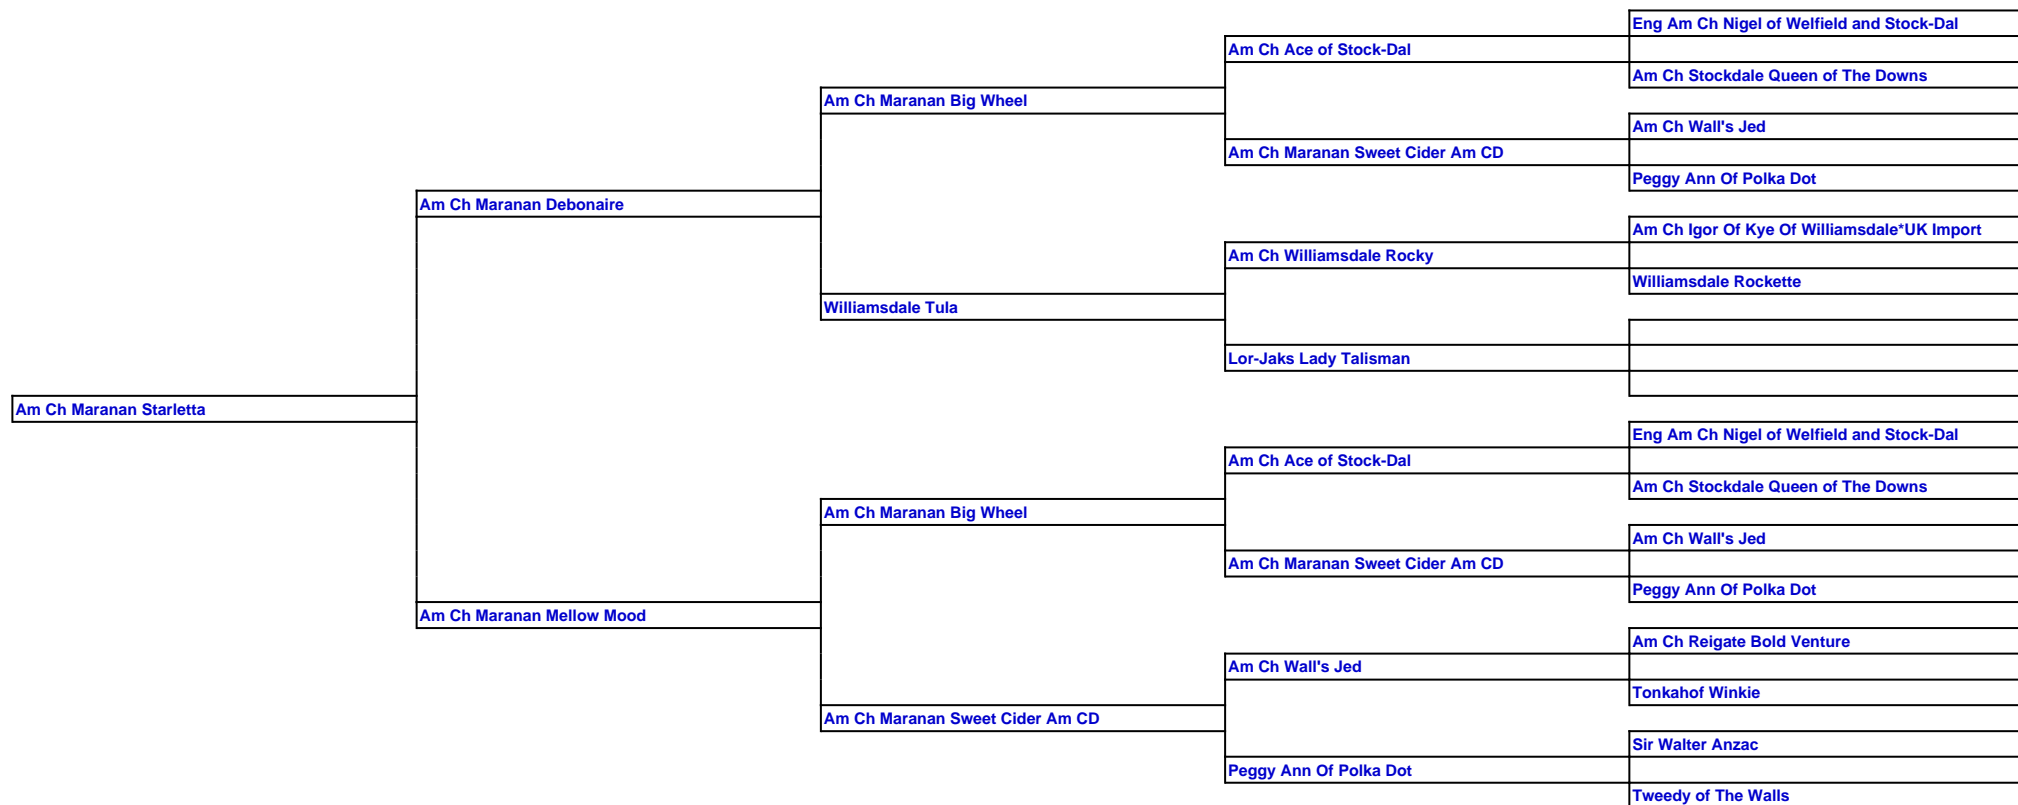 Eng Am Ch Nigel of Welfield and Stock-Dal
Am Ch Ace of Stock-Dal
Am Ch Stockdale Queen of The Downs
Am Ch Maranan Big Wheel
Am Ch Wall's Jed
Am Ch Maranan Sweet Cider Am CD
Peggy Ann Of Polka Dot
Am Ch Maranan Debonaire
Am Ch Igor Of Kye Of Williamsdale*UK Import
Am Ch Williamsdale Rocky
Williamsdale Rockette
Williamsdale Tula
Lor-Jaks Lady Talisman
Am Ch Maranan Starletta
Eng Am Ch Nigel of Welfield and Stock-Dal
Am Ch Ace of Stock-Dal
Am Ch Stockdale Queen of The Downs
Am Ch Maranan Big Wheel
Am Ch Wall's Jed
Am Ch Maranan Sweet Cider Am CD
Peggy Ann Of Polka Dot
Am Ch Maranan Mellow Mood
Am Ch Reigate Bold Venture
Am Ch Wall's Jed
Tonkahof Winkie
Am Ch Maranan Sweet Cider Am CD
Sir Walter Anzac
Peggy Ann Of Polka Dot
Tweedy of The Walls